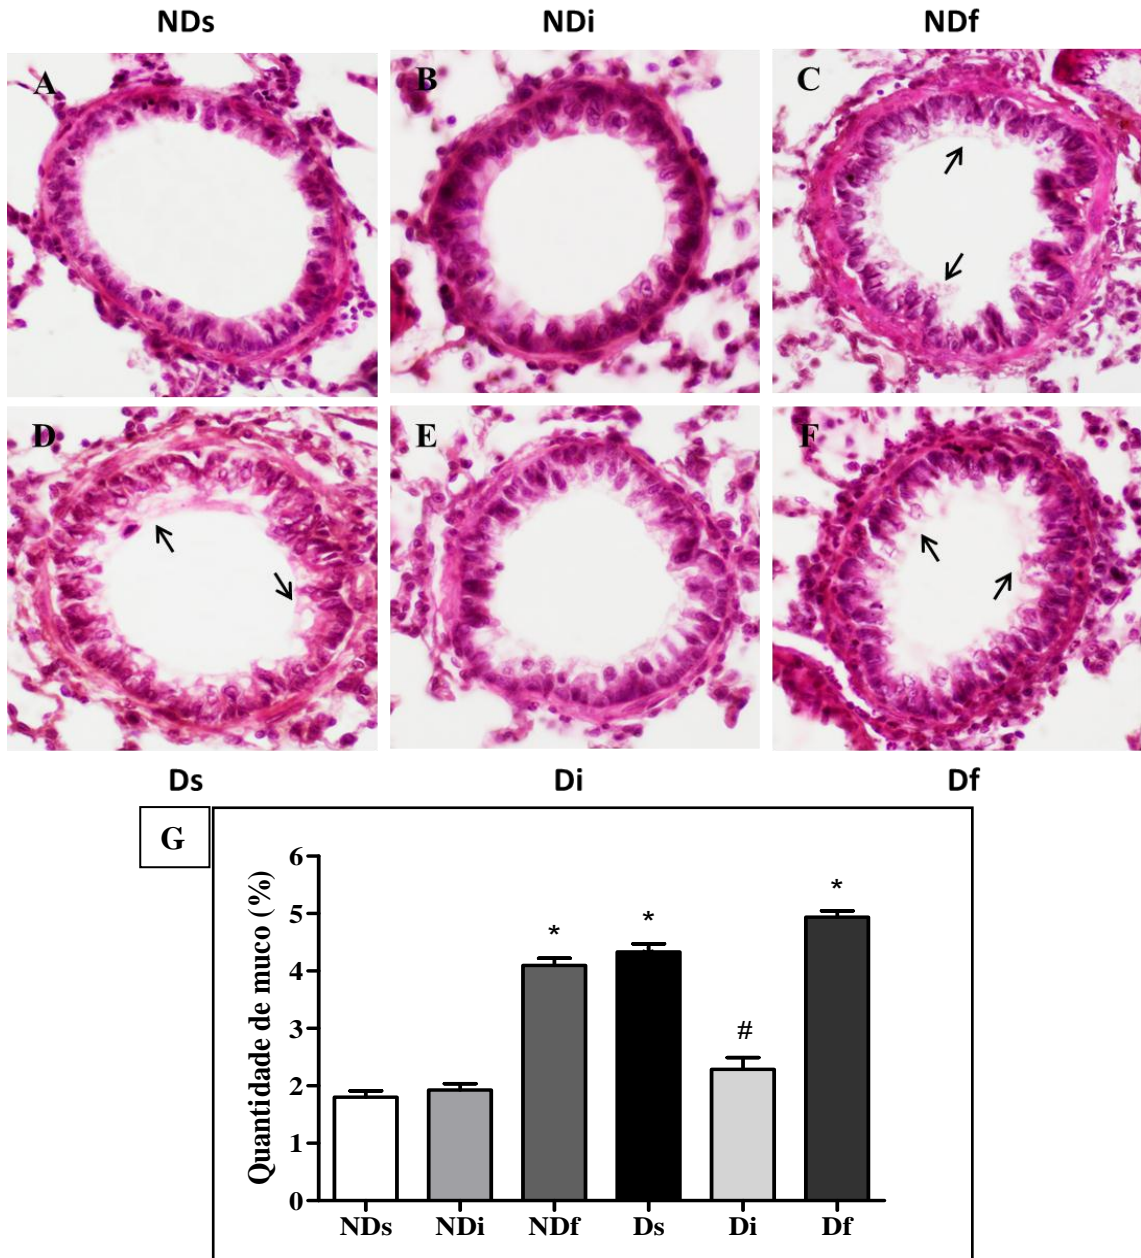 NDs NDi NDf
A B C
D E F
Ds Di Df
G
Quantidade de muco (%)
6
5
4
3
2
1
0
* * # *
NDs NDi NDf Ds Di Df